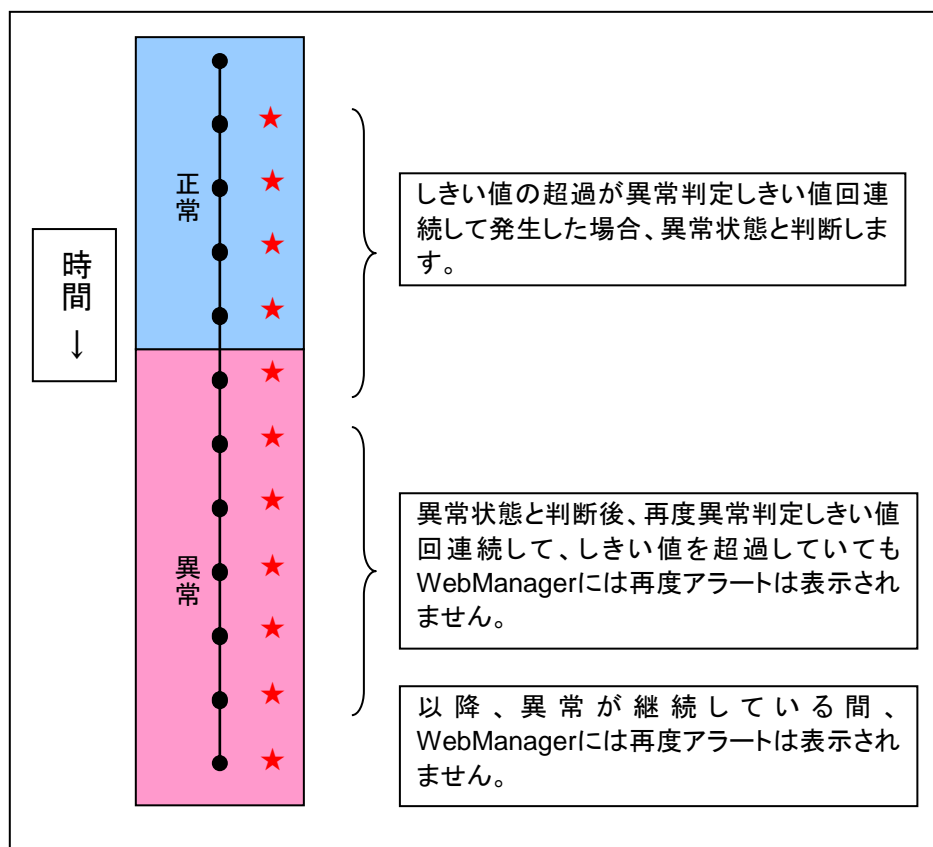 正常
時間
↓
しきい値の超過が異常判定しきい値回連
続して発生した場合、異常状態と判断しま
す。
異常
異常状態と判断後、再度異常判定しきい値
回連続して、しきい値を超過していても
WebManagerには再度アラートは表示され
ません。
以降、異常が継続している間、
WebManagerには再度アラートは表示され
ません。